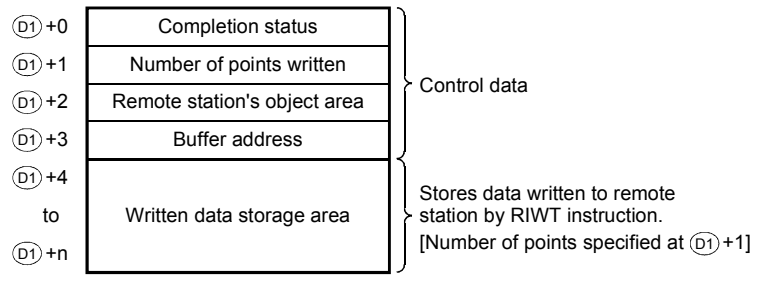 D1 +0 Completion status
D1 +1 Number of points written
D1 +2 Remote station's object area
D1 +3 Buffer address
Control data
D1 +4
to Written data storage area
D1 +n
Stores data written to remote
station by RIWT instruction.
[Number of points specified at D1 +1]